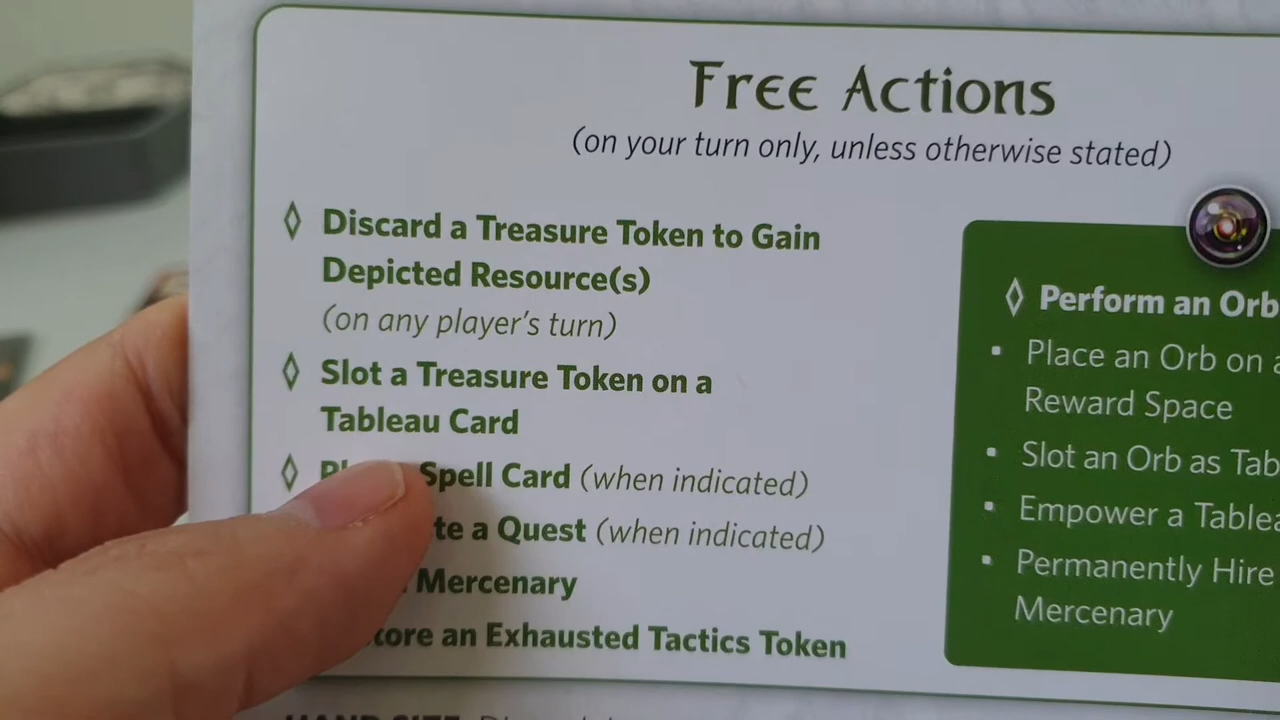 Free Actions
(on your turn only, unless otherwise stated)
Discard a Treasure Token to Gain
Depicted Resource(s)
(on any player's turn)
Slot a Treasure Token on a
Tableau Card
Spell Card (when indicated)
a Quest (when indicated)
Mercenary
an Exhausted Tactics Token
Perform an Orb
Place an Orb on a
Reward Space
Slot an Orb as
Empower a
Permanently Hire
Mercenary